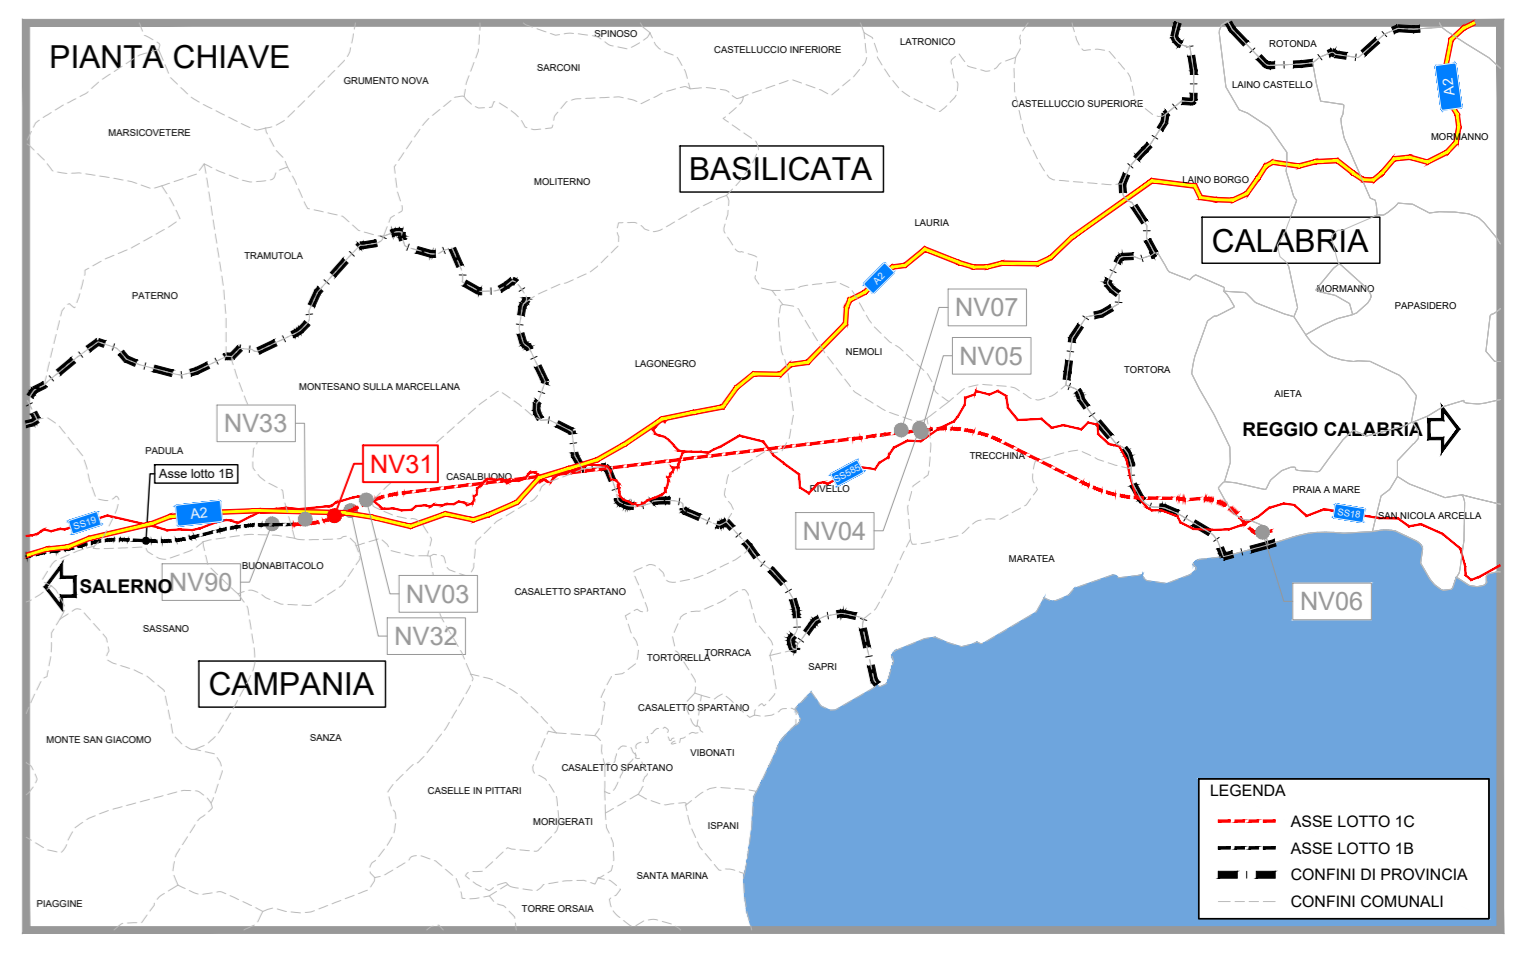 PIANTA CHIAVE
SPINOSO
CASTELLUCCIO INFERIORE
LATRONICO
ROTONDA
GRUMENTO NOVA
SARCONI
LAINO CASTELLO
A2
CASTELLUCCIO SUPERIORE
MARSICOVETERE
MORMANNO
BASILICATA
MOLITERNO
LAINO BORGO
LAURIA
CALABRIA
TRAMUTOLA
A2
MORMANNO
PATERNO
PAPASIDERO
NV07
NEMOLI
NV05
LAGONEGRO
TORTORA
MONTESANO SULLA MARCELLANA
AIETA
NV33
REGGIO CALABRIA
PADULA
NV31
TRECCHINA
Asse lotto 1B
CASALBUONO
SS585
RIVELLO
PRAIA A MARE
A2
SS19
SS18
SAN NICOLA ARCELLA
NV04
MARATEA
BUONABITACOLO
SALERNO
NV90
NV03
CASALETTO SPARTANO
NV06
SASSANO
NV32
TORTORELLA
TORRACA
SAPRI
CAMPANIA
CASALETTO SPARTANO
MONTE SAN GIACOMO
SANZA
VIBONATI
CASALETTO SPARTANO
CASELLE IN PITTARI
MORIGERATI
ISPANI
SANTA MARINA
PIAGGINE
TORRE ORSAIA
LEGENDA
ASSE LOTTO 1C
ASSE LOTTO 1B
CONFINI DI PROVINCIA
CONFINI COMUNALI